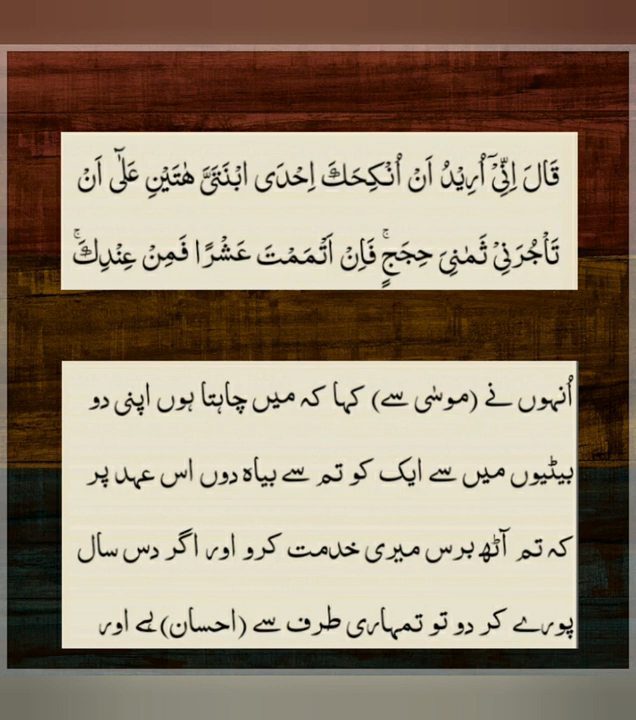 قَالَ اِنِّیْۤ اُرِیْدُ اَنْ اُنْكِحَكَ اِحْدَی ابْنَتَیَّ هٰتَیْنِ عَلٰۤی اَنْ
تَاْجُرَنِیْ ثَمٰنِیَ حِجَجٍ ۚ فَاِنْ اَتْمَمْتَ عَشْرًا فَمِنْ عِنْدِكَ ۚ
اُنہوں نے (موسٰی سے) کہا کہ میں چاہتا ہوں اپنی دو
بیٹیوں میں سے ایک کو تم سے بیاہ دوں اس عہد پر
کہ تم آٹھ برس میری خدمت کرو اور اگر دس سال
پورے کر دو تو تمہاری طرف سے (احسان) ہے اور